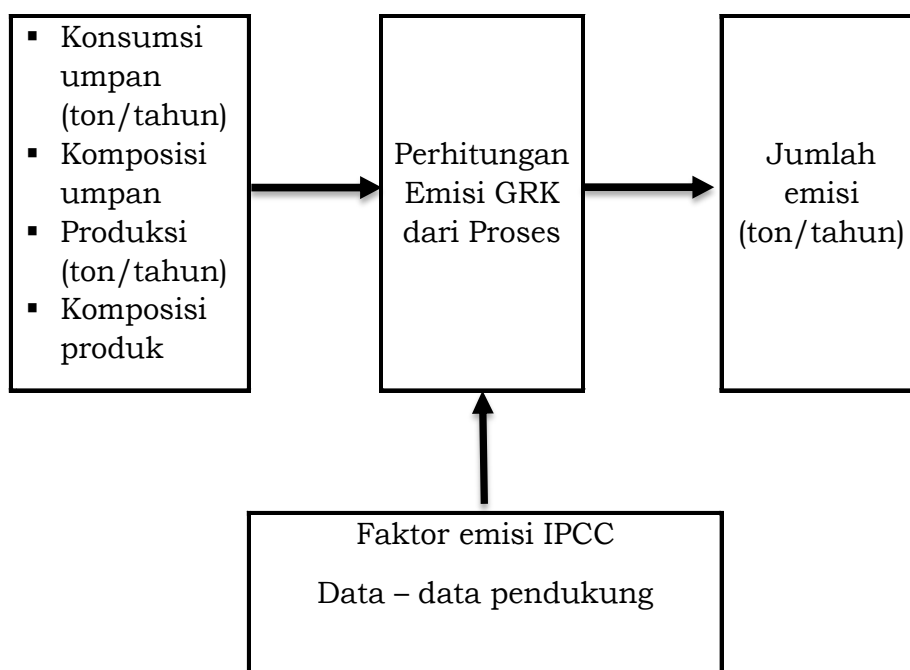 ▪ Konsumsi
umpan
(ton/tahun)
▪ Komposisi
umpan
▪ Produksi
(ton/tahun)
▪ Komposisi
produk
Perhitungan
Emisi GRK
dari Proses
Jumlah
emisi
(ton/tahun)
Faktor emisi IPCC
Data – data pendukung